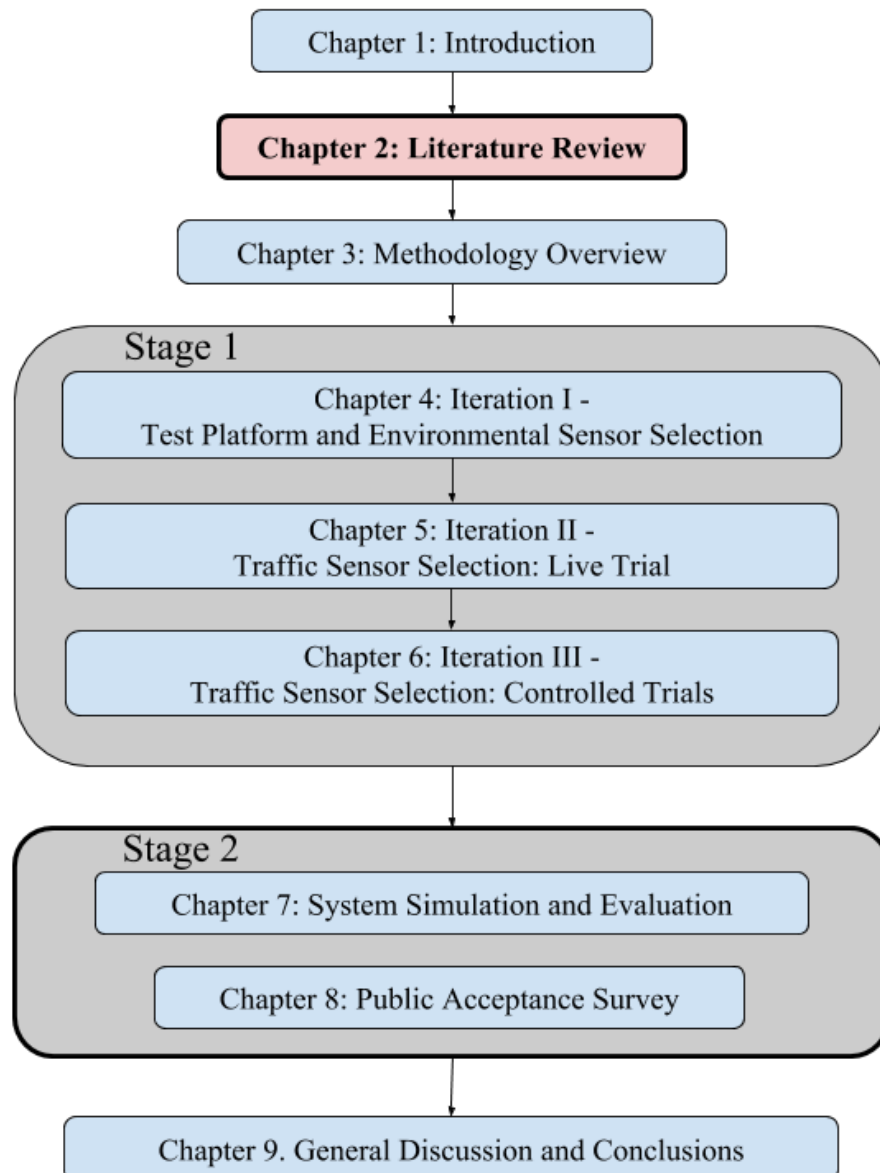 Chapter 1: Introduction
Chapter 2: Literature Review
Chapter 3: Methodology Overview
Stage 1
Chapter 4: Iteration I -
Test Platform and Environmental Sensor Selection
Chapter 5: Iteration II -
Traffic Sensor Selection: Live Trial
Chapter 6: Iteration III -
Traffic Sensor Selection: Controlled Trials
Stage 2
Chapter 7: System Simulation and Evaluation
Chapter 8: Public Acceptance Survey
Chapter 9. General Discussion and Conclusions